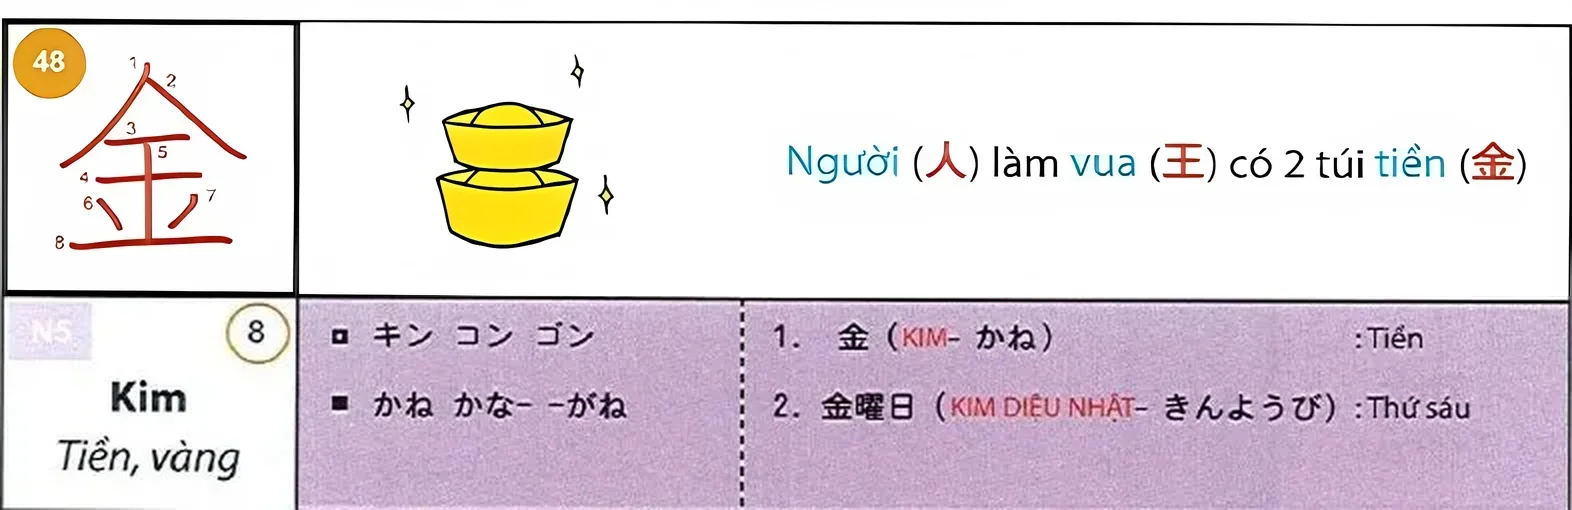 48
1
2
3
5
4
6
7
8
金
Người (人) làm vua (王) có 2 túi tiền (金)
N5
8
Kim
Tiền, vàng
キン コン ゴン
かね かな- -がね
1. 金 (KIM- かね) : Tiền
2. 金曜日 (KIM DIỆU NHẬT- きんようび) : Thứ sáu